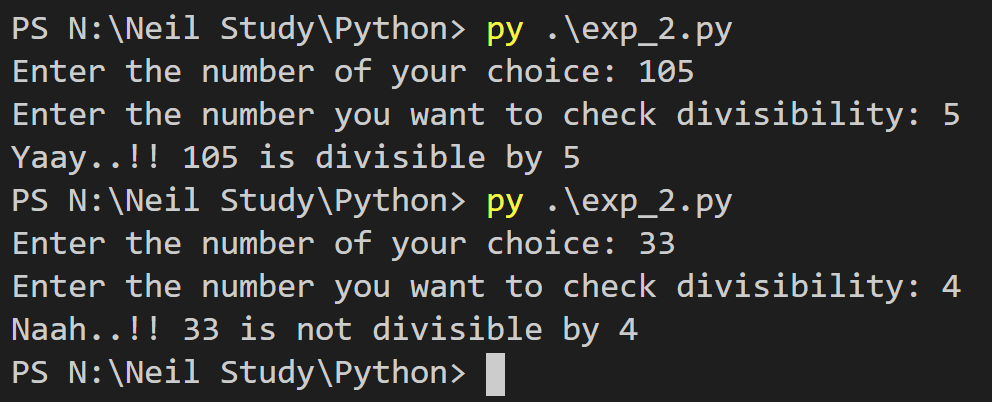 PS N:\Neil Study\Python> py .\exp_2.py
Enter the number of your choice: 105
Enter the number you want to check divisibility: 5
Yaay..!! 105 is divisible by 5
PS N:\Neil Study\Python> py .\exp_2.py
Enter the number of your choice: 33
Enter the number you want to check divisibility: 4
Naah..!! 33 is not divisible by 4
PS N:\Neil Study\Python>